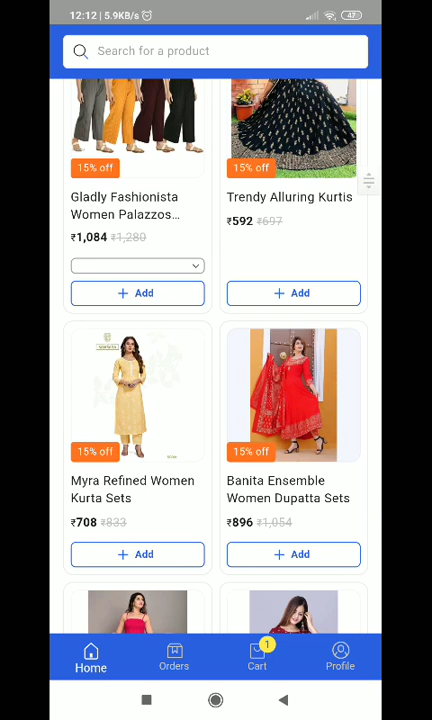 12:12 | 5.9KB/s
47
Search for a product
15% off
15% off
Gladly Fashionista
Women Palazzos...
₹1,084 ₹1,280
Trendy Alluring Kurtis
₹592 ₹697
+ Add
+ Add
15% off
15% off
Myra Refined Women
Kurta Sets
₹708 ₹833
Banita Ensemble
Women Dupatta Sets
₹896 ₹1,054
+ Add
+ Add
1
Home
Orders
Cart
Profile